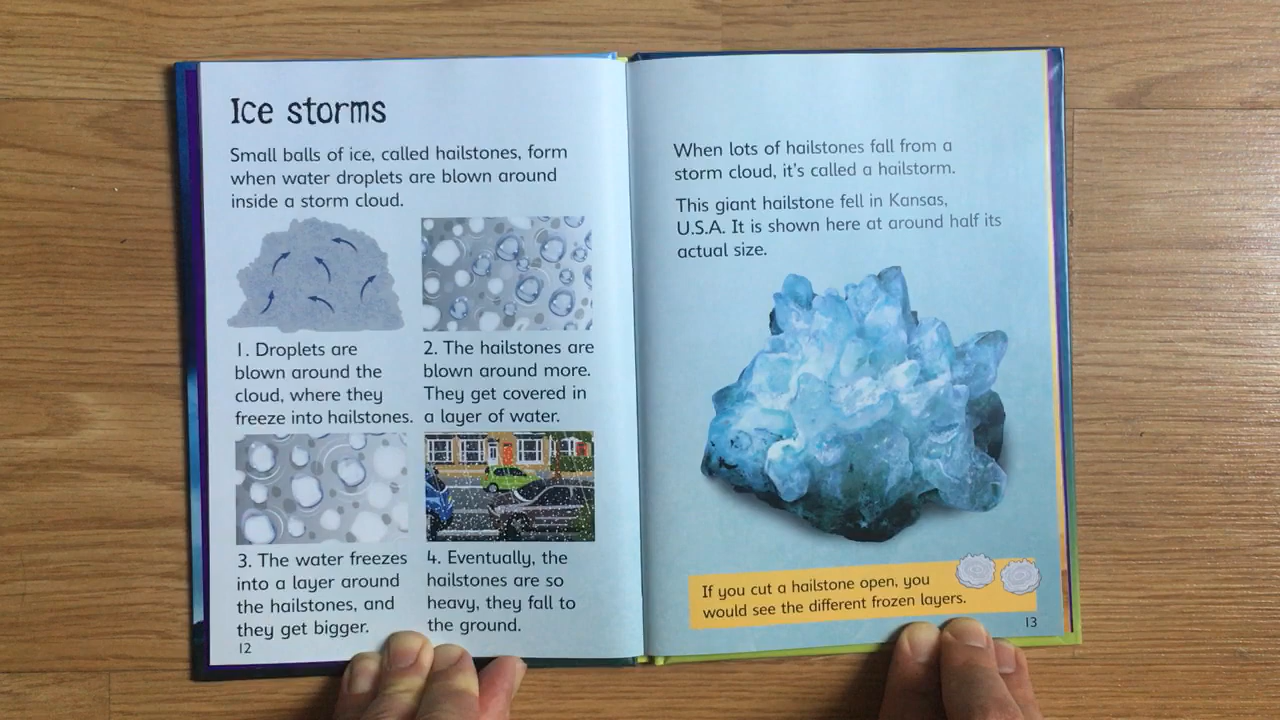 Ice storms
Small balls of ice, called hailstones, form
when water droplets are blown around
inside a storm cloud.
1. Droplets are
blown around the
cloud, where they
freeze into hailstones.
2. The hailstones are
blown around more.
They get covered in
a layer of water.
3. The water freezes
into a layer around
the hailstones, and
they get bigger.
4. Eventually, the
hailstones are so
heavy, they fall to
the ground.
12
When lots of hailstones fall from a
storm cloud, it's called a hailstorm.
This giant hailstone fell in Kansas,
U.S.A. It is shown here at around half its
actual size.
If you cut a hailstone open, you
would see the different frozen layers.
13